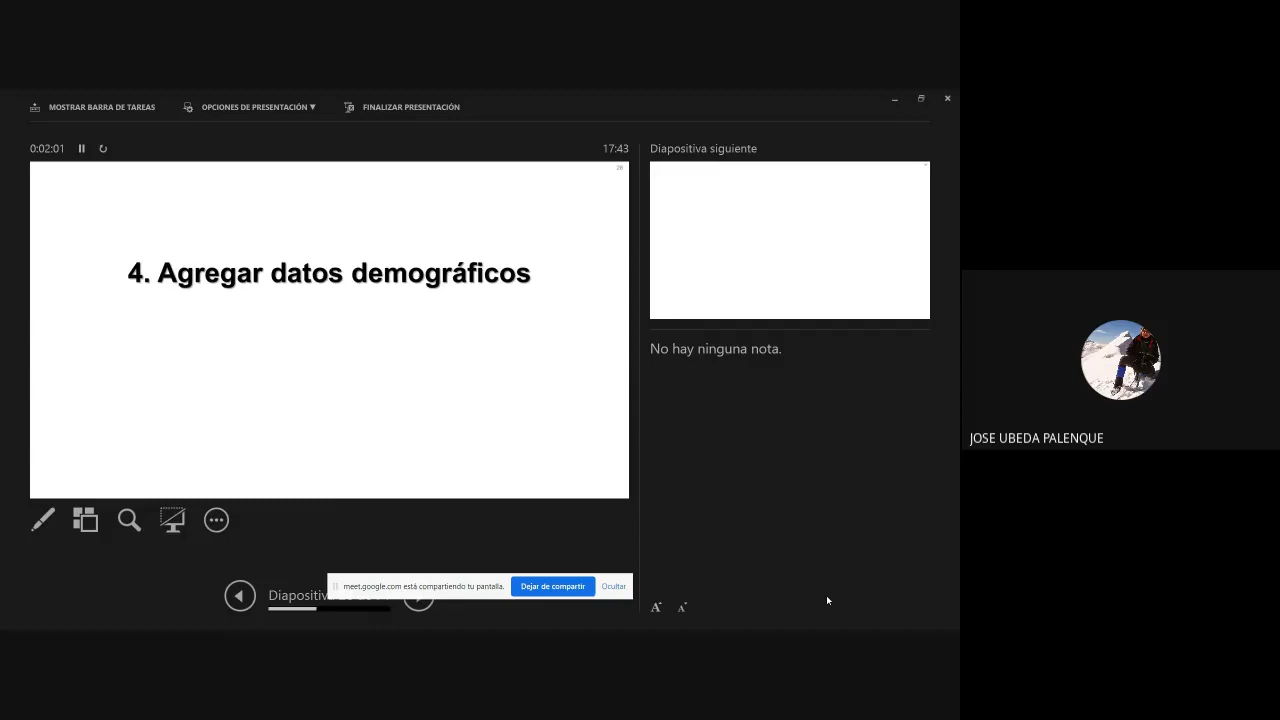 MOSTRAR BARRA DE TAREAS
OPCIONES DE PRESENTACIÓN ▼
FINALIZAR PRESENTACIÓN
0:02:01
17:43
Diapositiva siguiente
4. Agregar datos demográficos
No hay ninguna nota.
JOSE UBEDA PALENQUE
meet.google.com está compartiendo tu pantalla.
Dejar de compartir
Ocultar
A A